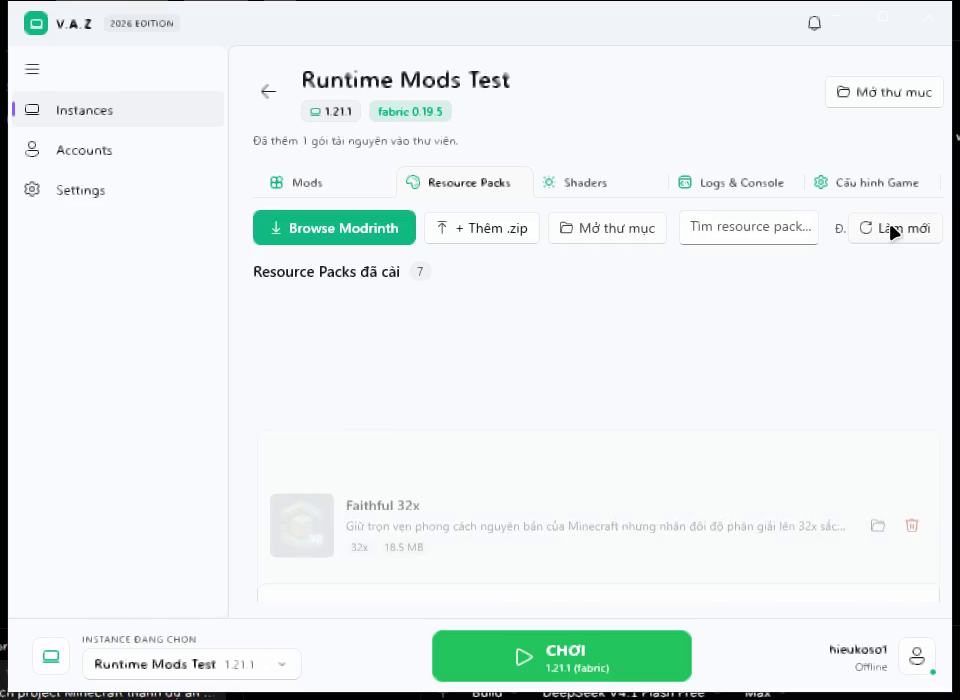 V.A.Z 2026 EDITION
Instances
Accounts
Settings
Runtime Mods Test
1.21.1 fabric 0.19.5
Mở thư mục
Đã thêm 1 gói tài nguyên vào thư viện.
Mods Resource Packs Shaders Logs & Console Cấu hình Game
Browse Modrinth + Thêm .zip Mở thư mục Tìm resource pack... Đ. Làm mới
Resource Packs đã cài 7
Faithful 32x
Giữ trọn vẹn phong cách nguyên bản của Minecraft nhưng nhân đôi độ phân giải lên 32x sắc...
32x 18.5 MB
INSTANCE ĐANG CHỌN
Runtime Mods Test 1.21.1
CHƠI
1.21.1 (fabric)
hieukoso1
Offline